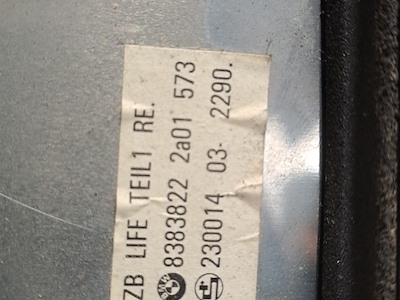 ZB LIFE TEIL1 RE.
8383822 2a01 573
230014 03- 2290.